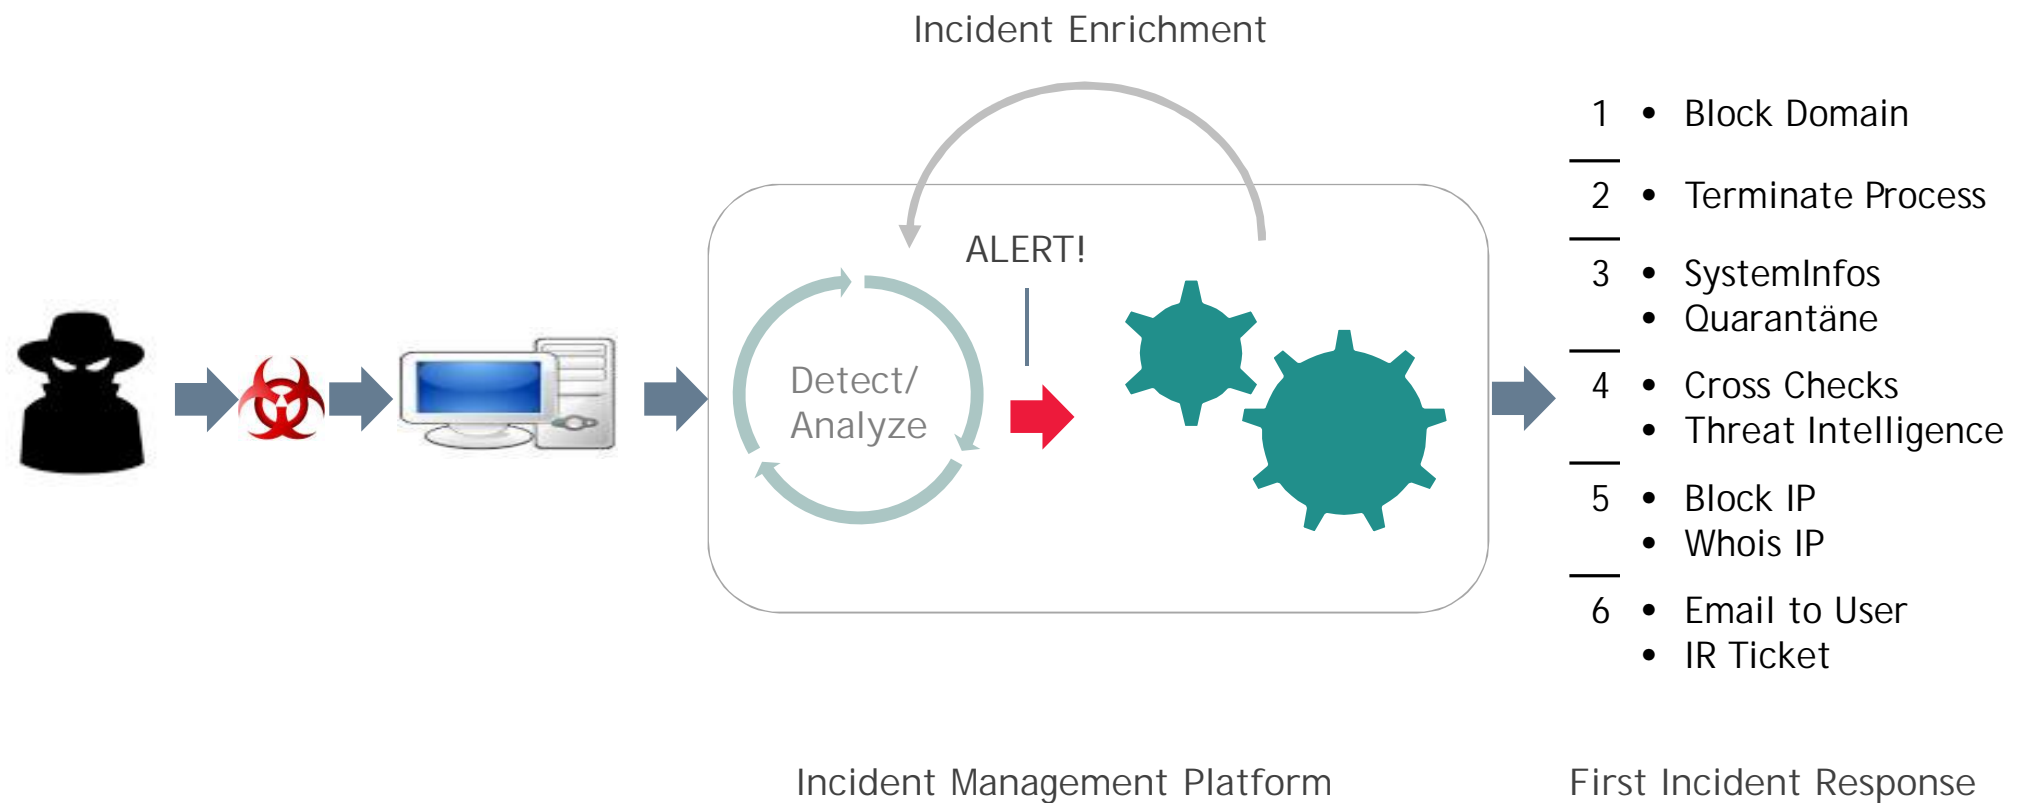 Incident Enrichment
ALERT!
Detect/
Analyze
1 • Block Domain
2 • Terminate Process
3 • SystemInfos
• Quarantäne
4 • Cross Checks
• Threat Intelligence
5 • Block IP
• Whois IP
6 • Email to User
• IR Ticket
Incident Management Platform
First Incident Response